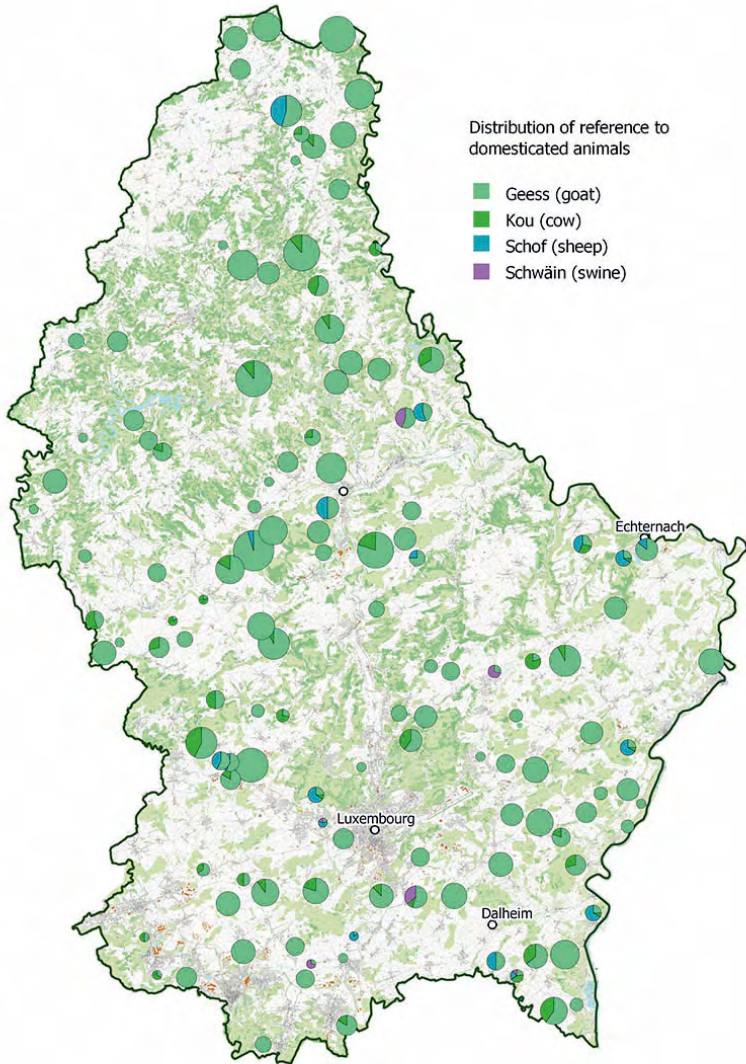 Distribution of reference to
domesticated animals
Geess (goat)
Kou (cow)
Schof (sheep)
Schwäin (swine)
Echternach
Luxembourg
Dalheim